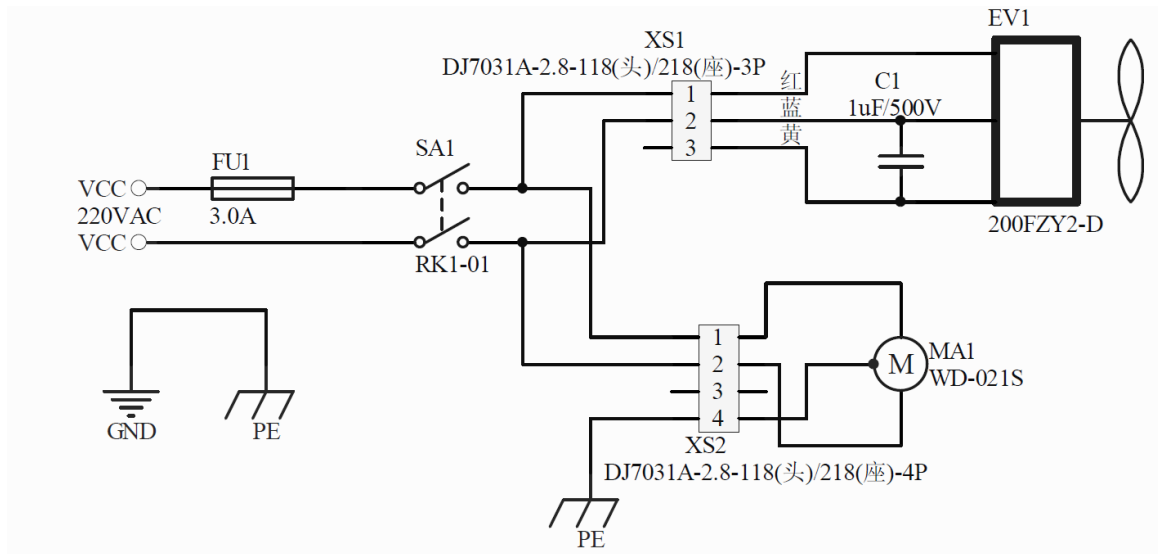 EV1
XS1
DJ7031A-2.8-118(头)/218(座)-3P
1
2
3
红
蓝
黄
C1
1uF/500V
200FZY2-D
FU1
3.0A
SA1
RK1-01
VCC
220VAC
VCC
GND
PE
1
2
3
4
XS2
DJ7031A-2.8-118(头)/218(座)-4P
M
MA1
WD-021S
PE